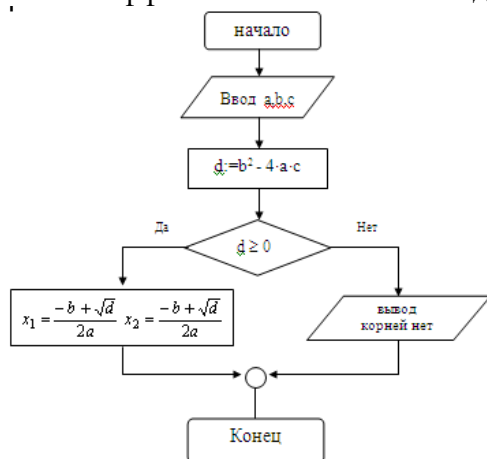 начало
Ввод a,b,c
d:=b² - 4·a·c
Да
Нет
d ≥ 0
x₁ = (-b + √d) / 2a x₂ = (-b + √d) / 2a
вывод
корней нет
Конец